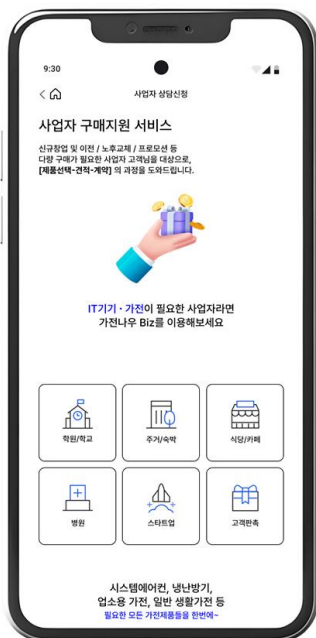 9:30
사업자 상담신청
사업자 구매지원 서비스
신규창업 및 이전 / 노후교체 / 프로모션 등
다량 구매가 필요한 사업자 고객님을 대상으로,
[제품선택-견적-계약] 의 과정을 도와드립니다.
IT기기 · 가전이 필요한 사업자라면
가전나우 Biz를 이용해보세요
학원/학교
주거/숙박
식당/카페
병원
스타트업
고객판촉
시스템에어컨, 냉난방기,
업소용 가전, 일반 생활가전 등
필요한 모든 가전제품들을 한번에~